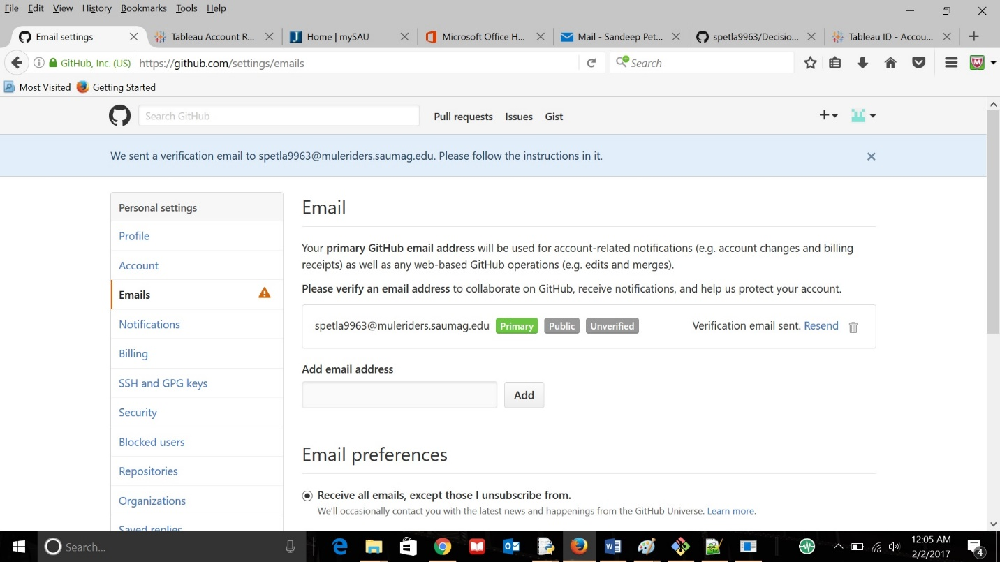 File Edit View History Bookmarks Tools Help
Email settings Tableau Account R... Home | mySAU Microsoft Office H... Mail - Sandeep Pet... spetla9963/Decisio... Tableau ID - Accou...
GitHub, Inc. (US) https://github.com/settings/emails Search
Most Visited Getting Started
Search GitHub Pull requests Issues Gist
We sent a verification email to spetla9963@muleriders.saumag.edu. Please follow the instructions in it.
Personal settings
Profile
Account
Emails
Notifications
Billing
SSH and GPG keys
Security
Blocked users
Repositories
Organizations
Saved replies
Email
Your primary GitHub email address will be used for account-related notifications (e.g. account changes and billing
receipts) as well as any web-based GitHub operations (e.g. edits and merges).
Please verify an email address to collaborate on GitHub, receive notifications, and help us protect your account.
spetla9963@muleriders.saumag.edu Primary Public Unverified Verification email sent. Resend
Add email address
Add
Email preferences
Receive all emails, except those I unsubscribe from.
We'll occasionally contact you with the latest news and happenings from the GitHub Universe. Learn more.
Search... 12:05 AM
2/2/2017 4